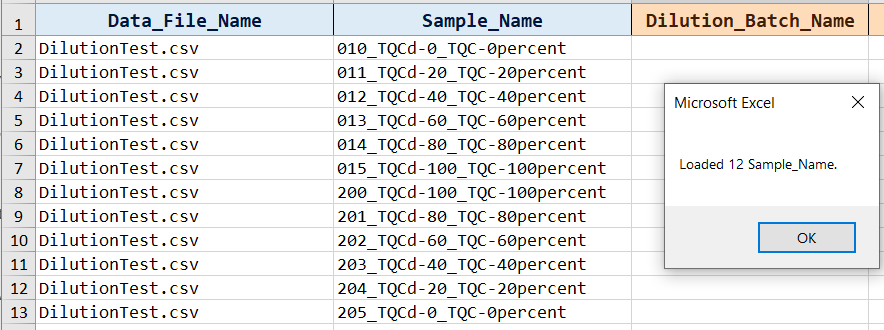 1 Data_File_Name Sample_Name Dilution_Batch_Name
2 DilutionTest.csv 010_TQCd-0_TQC-0percent
3 DilutionTest.csv 011_TQCd-20_TQC-20percent
4 DilutionTest.csv 012_TQCd-40_TQC-40percent
5 DilutionTest.csv 013_TQCd-60_TQC-60percent
6 DilutionTest.csv 014_TQCd-80_TQC-80percent
7 DilutionTest.csv 015_TQCd-100_TQC-100percent
8 DilutionTest.csv 200_TQCd-100_TQC-100percent
9 DilutionTest.csv 201_TQCd-80_TQC-80percent
10 DilutionTest.csv 202_TQCd-60_TQC-60percent
11 DilutionTest.csv 203_TQCd-40_TQC-40percent
12 DilutionTest.csv 204_TQCd-20_TQC-20percent
13 DilutionTest.csv 205_TQCd-0_TQC-0percent
Microsoft Excel
Loaded 12 Sample_Name.
OK